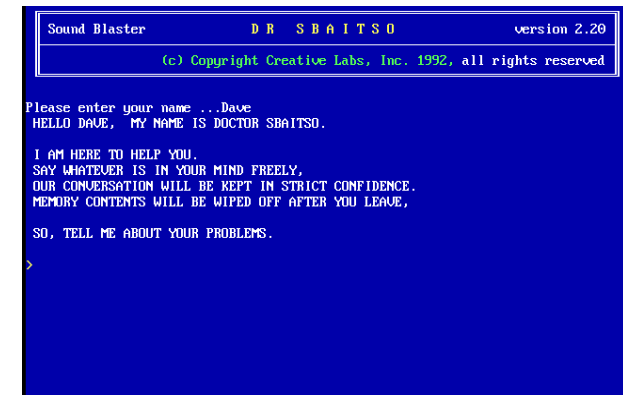 Sound Blaster D R S B A I T S O version 2.20
(c) Copyright Creative Labs, Inc. 1992, all rights reserved
Please enter your name ...Dave
HELLO DAVE, MY NAME IS DOCTOR SBAITSO.
I AM HERE TO HELP YOU.
SAY WHATEVER IS IN YOUR MIND FREELY,
OUR CONVERSATION WILL BE KEPT IN STRICT CONFIDENCE.
MEMORY CONTENTS WILL BE WIPED OFF AFTER YOU LEAVE,
SO, TELL ME ABOUT YOUR PROBLEMS.
>